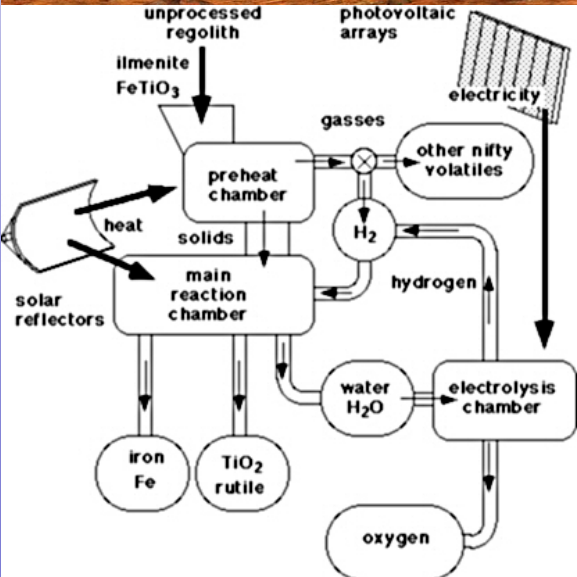 unprocessed
regolith
photovoltaic
arrays
ilmenite
FeTiO3
electricity
gasses
other nifty
volatiles
preheat
chamber
heat
solids
H2
main
reaction
chamber
hydrogen
solar
reflectors
water
H2O
electrolysis
chamber
iron
Fe
TiO2
rutile
oxygen